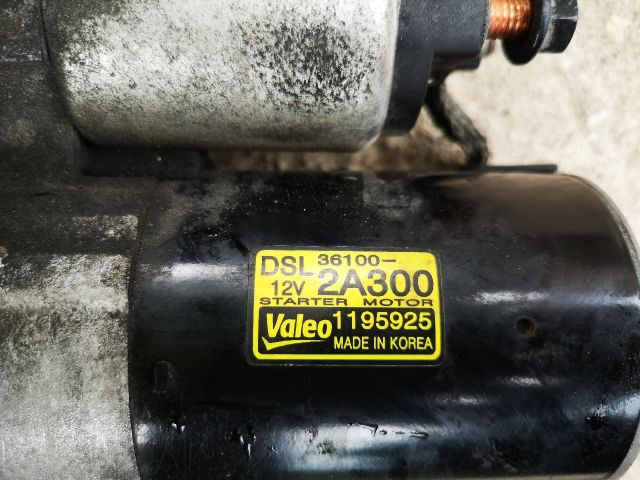 DSL 36100-
12V 2A300
STARTER MOTOR
Valeo 1195925
MADE IN KOREA